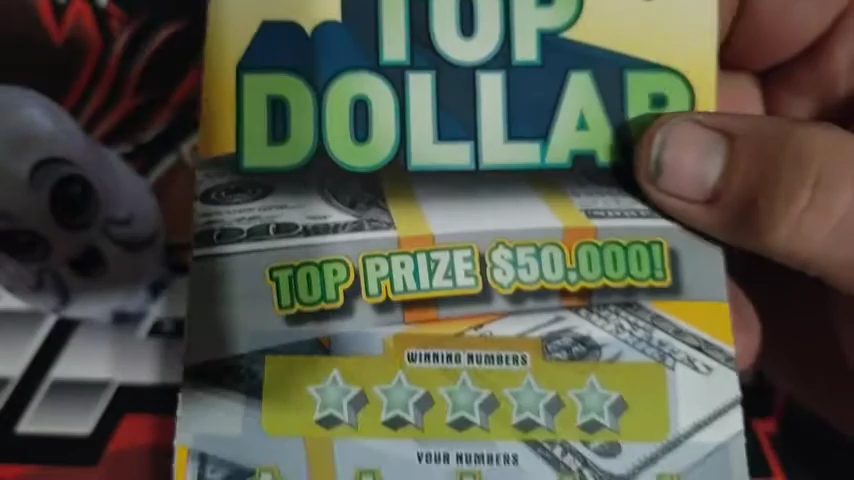 TOP
DOLLAR
TOP PRIZE $50,000!
WINNING NUMBERS
YOUR NUMBERS